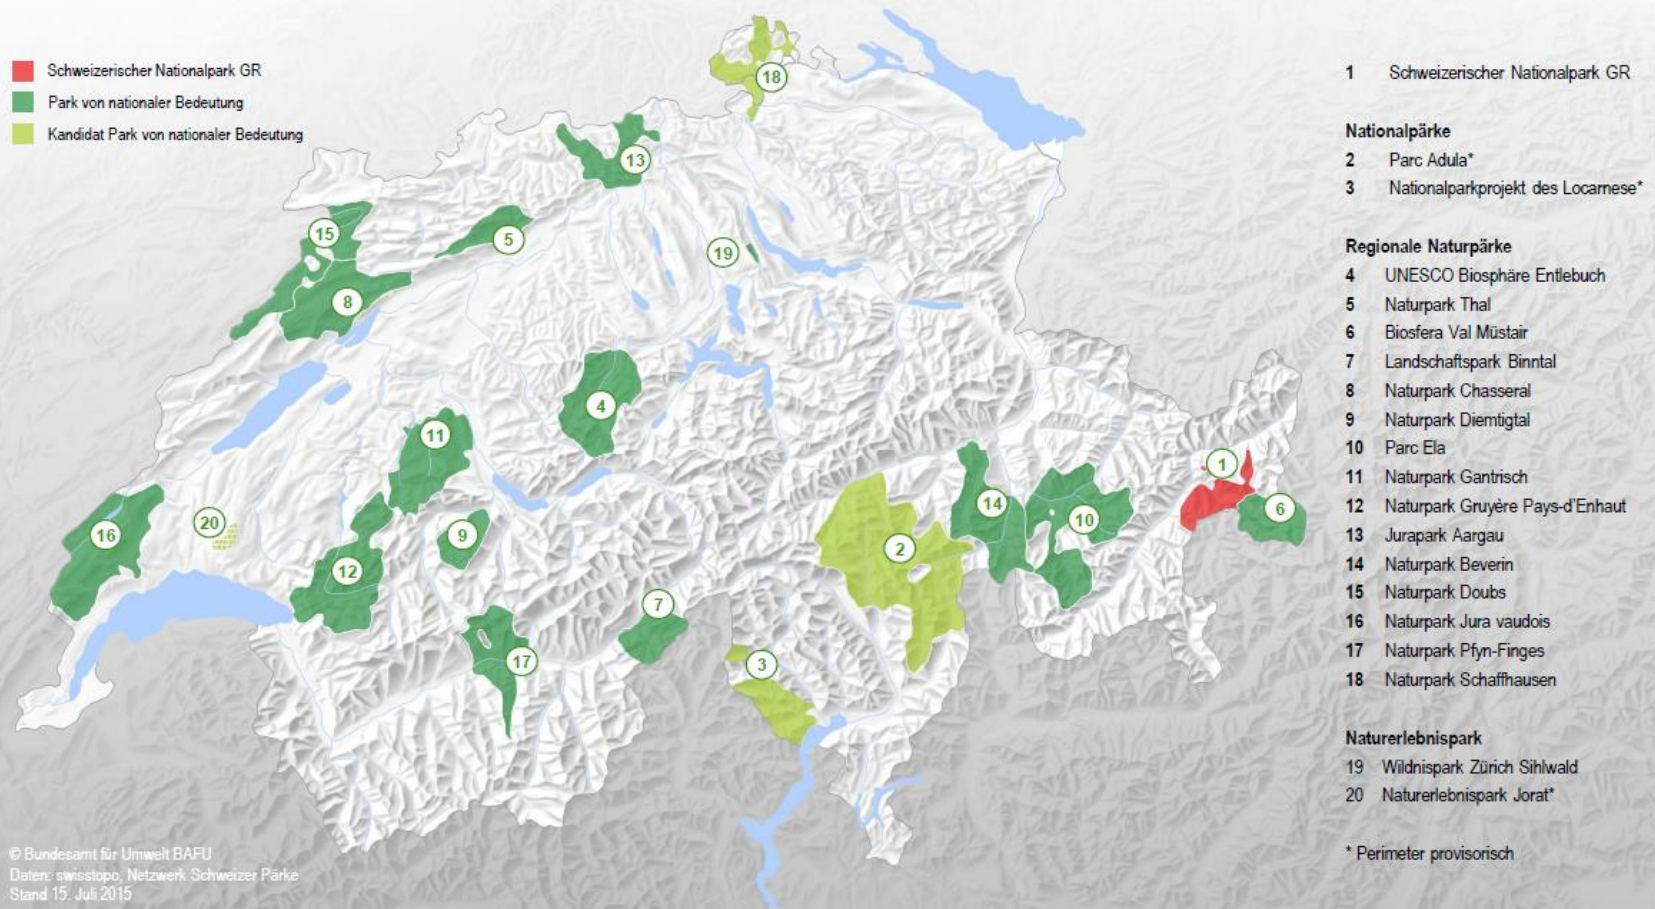 Schweizerischer Nationalpark GR
Park von nationaler Bedeutung
Kandidat Park von nationaler Bedeutung
18
13
15
5
19
8
4
11
1
14
6
16
20
10
9
2
12
7
17
3
1 Schweizerischer Nationalpark GR
Nationalpärke
2 Parc Adula*
3 Nationalparkprojekt des Locarnese*
Regionale Naturpärke
4 UNESCO Biosphäre Entlebuch
5 Naturpark Thal
6 Biosfera Val Müstair
7 Landschaftspark Binntal
8 Naturpark Chasseral
9 Naturpark Diemtigtal
10 Parc Ela
11 Naturpark Gantrisch
12 Naturpark Gruyère Pays-d'Enhaut
13 Jurapark Aargau
14 Naturpark Beverin
15 Naturpark Doubs
16 Naturpark Jura vaudois
17 Naturpark Pfyn-Finges
18 Naturpark Schaffhausen
Naturerlebnispark
19 Wildnispark Zürich Sihlwald
20 Naturerlebnispark Jorat*
* Perimeter provisorisch
© Bundesamt für Umwelt BAFU
Daten: swisstopo, Netzwerk Schweizer Pärke
Stand 15. Juli 2015